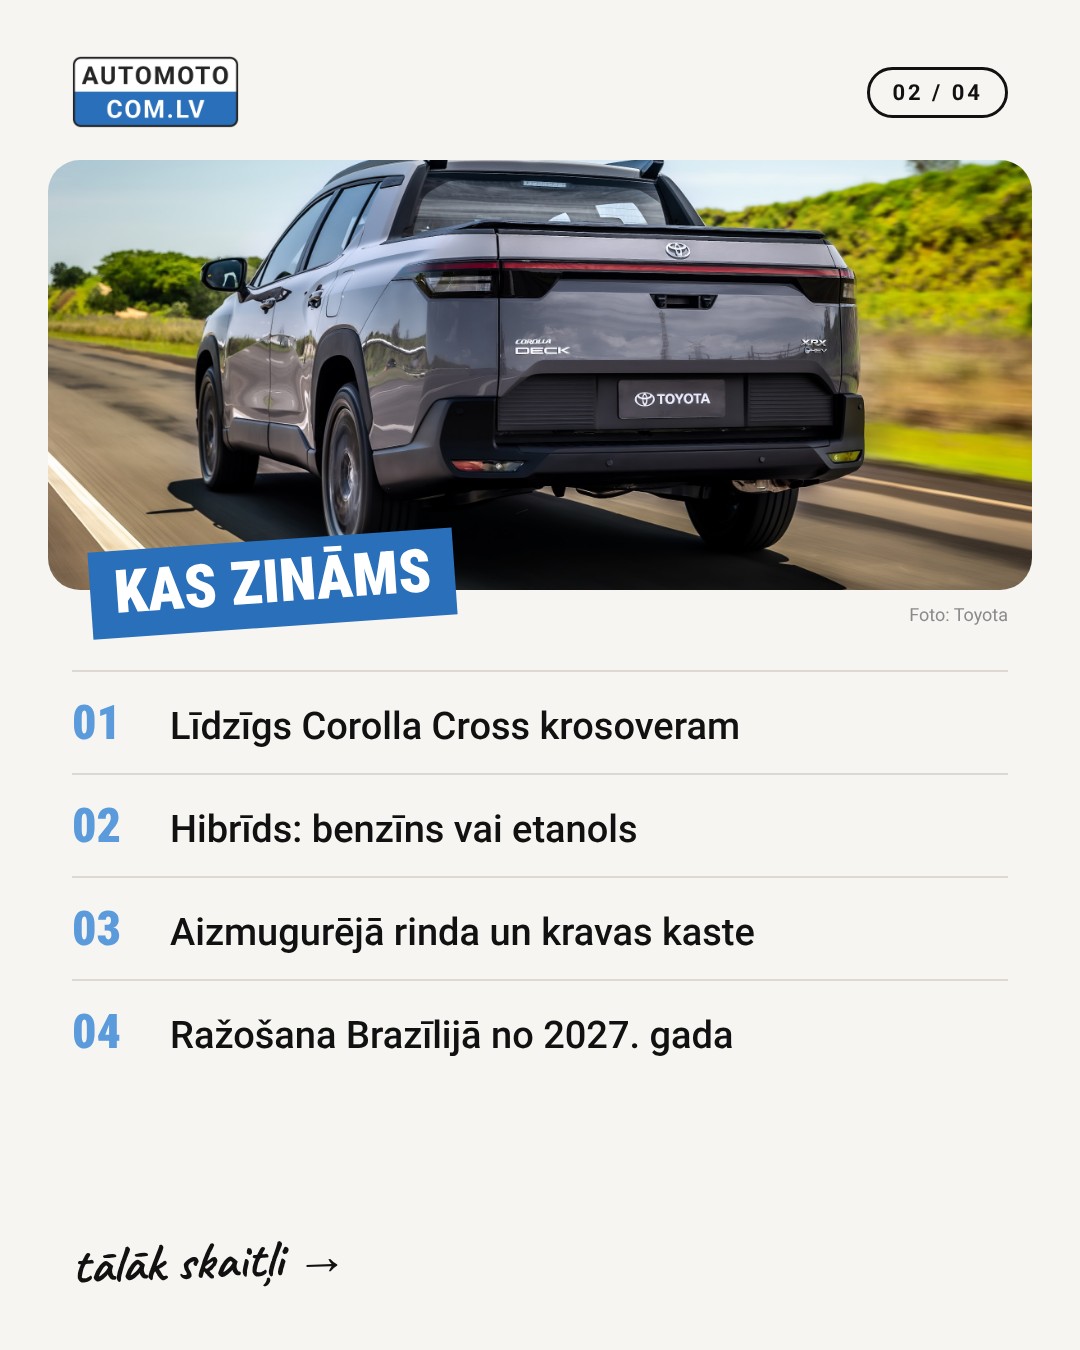 AUTOMOTO
COM.LV
02 / 04
COROLLA
DECK
XRX
TOYOTA
KAS ZINĀMS
Foto: Toyota
01 Līdzīgs Corolla Cross krosoveram
02 Hibrīds: benzīns vai etanols
03 Aizmugurējā rinda un kravas kaste
04 Ražošana Brazīlijā no 2027. gada
tālāk skaitļi →